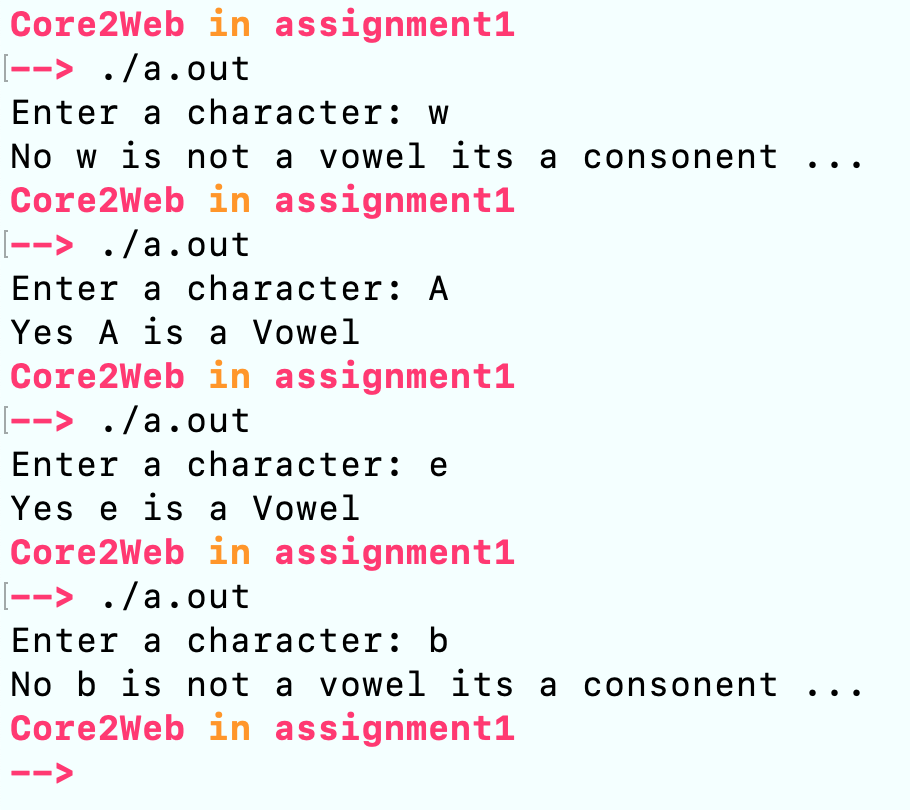 Core2Web in assignment1
[--> ./a.out
Enter a character: w
No w is not a vowel its a consonent ...
Core2Web in assignment1
[--> ./a.out
Enter a character: A
Yes A is a Vowel
Core2Web in assignment1
[--> ./a.out
Enter a character: e
Yes e is a Vowel
Core2Web in assignment1
[--> ./a.out
Enter a character: b
No b is not a vowel its a consonent ...
Core2Web in assignment1
-->